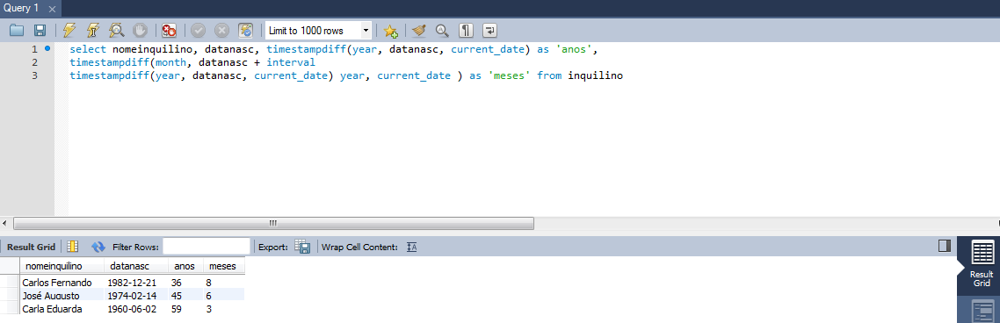 Query 1
Limit to 1000 rows
1 select nomeinquilino, datanasc, timestampdiff(year, datanasc, current_date) as 'anos',
2 timestampdiff(month, datanasc + interval
3 timestampdiff(year, datanasc, current_date) year, current_date ) as 'meses' from inquilino
Result Grid Filter Rows: Export: Wrap Cell Content:
nomeinquilino datanasc anos meses
Carlos Fernando 1982-12-21 36 8
José Augusto 1974-02-14 45 6
Carla Eduarda 1960-06-02 59 3
Result
Grid